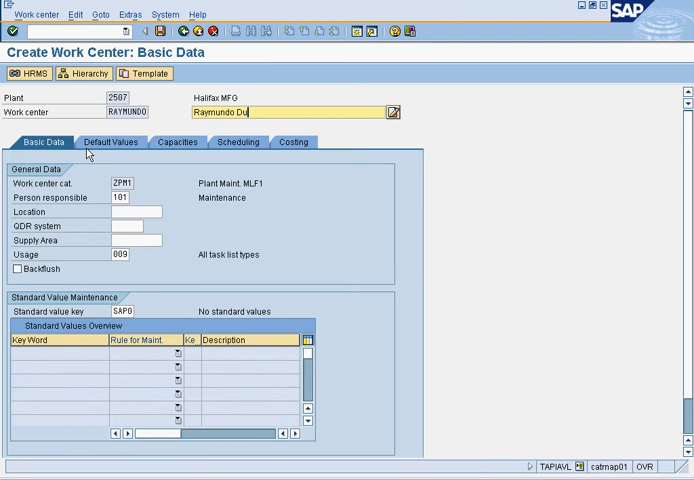 Work center Edit Goto Extras System Help
SAP
Create Work Center: Basic Data
HRMS Hierarchy Template
Plant 2507 Halifax MFG
Work center RAYMUNDO Raymundo Du
Basic Data Default Values Capacities Scheduling Costing
General Data
Work center cat. ZPM1 Plant Maint. MLF1
Person responsible 101 Maintenance
Location
QDR system
Supply Area
Usage 009 All task list types
Backflush
Standard Value Maintenance
Standard value key SAP0 No standard values
Standard Values Overview
Key Word Rule for Maint. Ke.. Description
TAPIAVL catmap01 OVR